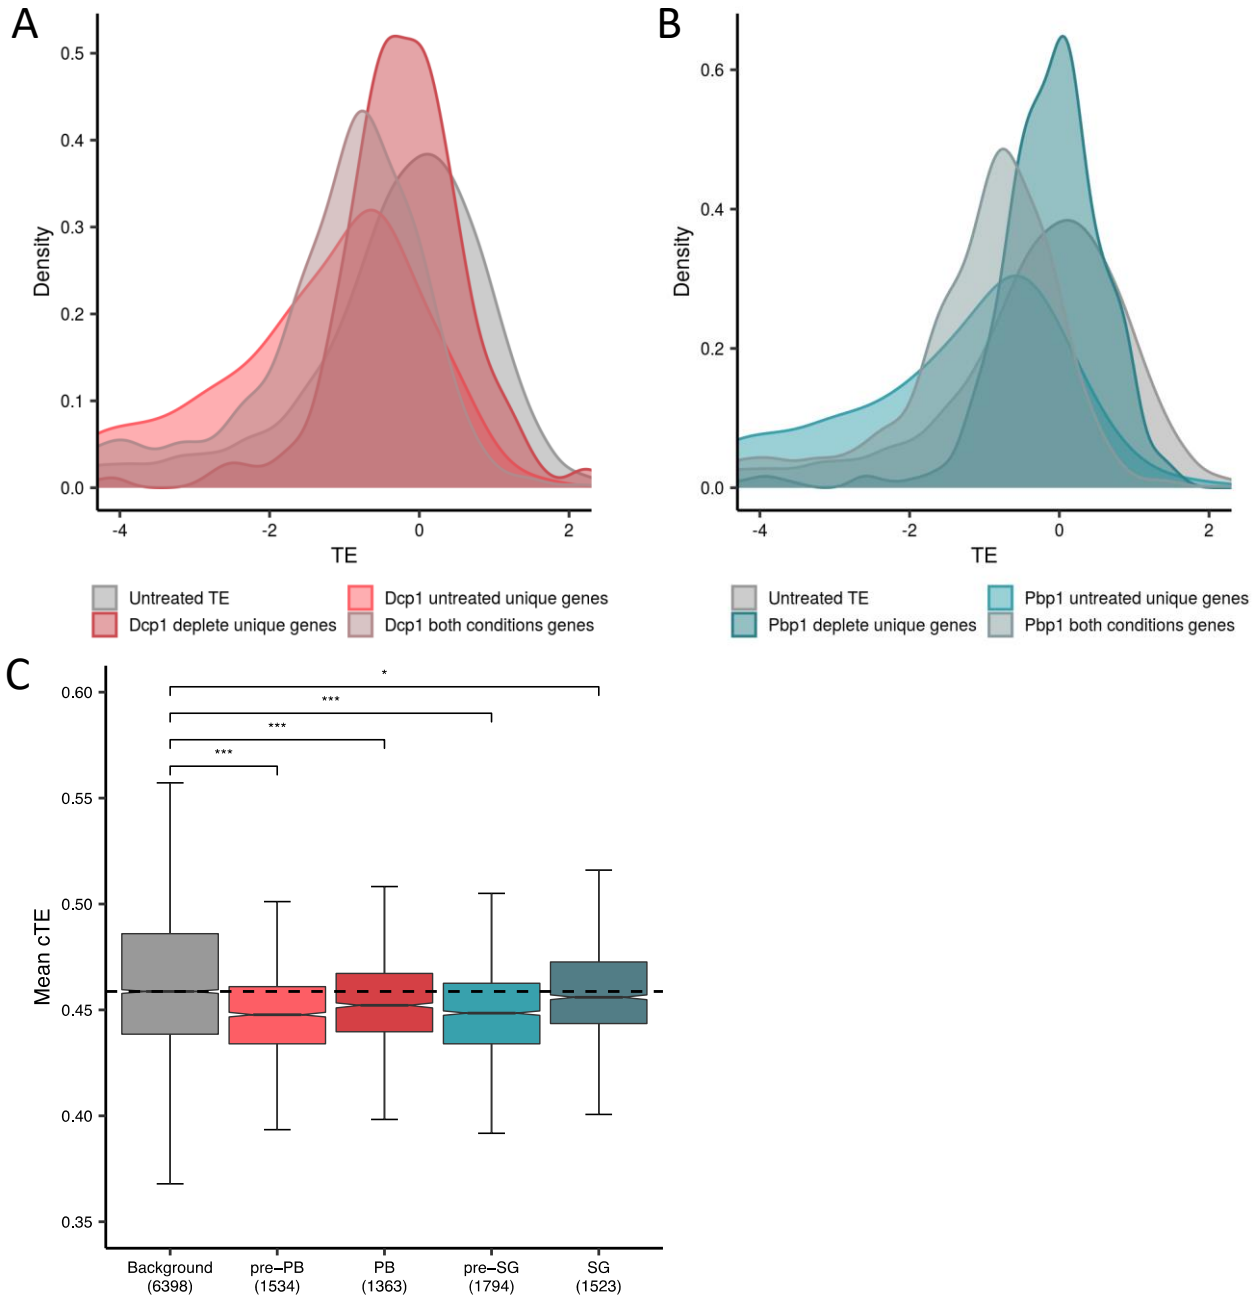 A
0.5
0.4
0.3
0.2
0.1
0.0
Density
-4
-2
0
2
TE
Untreated TE
Dcp1 untreated unique genes
Dcp1 deplete unique genes
Dcp1 both conditions genes
B
0.6
0.4
0.2
0.0
Density
-4
-2
0
2
TE
Untreated TE
Pbp1 untreated unique genes
Pbp1 deplete unique genes
Pbp1 both conditions genes
C
0.60
0.55
0.50
0.45
0.40
0.35
Mean cTE
*
***
***
***
Background
(6398)
pre−PB
(1534)
PB
(1363)
pre−SG
(1794)
SG
(1523)